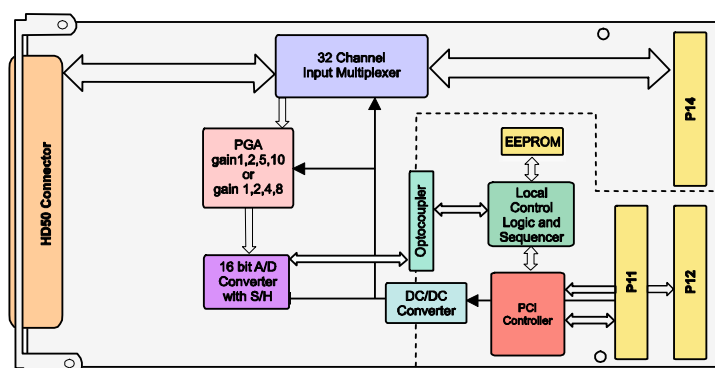 32 Channel
Input Multiplexer
P14
HD50 Connector
PGA
gain1,2,5,10
or
gain 1,2,4,8
EEPROM
Optocoupler
Local
Control
Logic and
Sequencer
16 bit A/D
Converter
with S/H
DC/DC
Converter
PCI
Controller
P11
P12